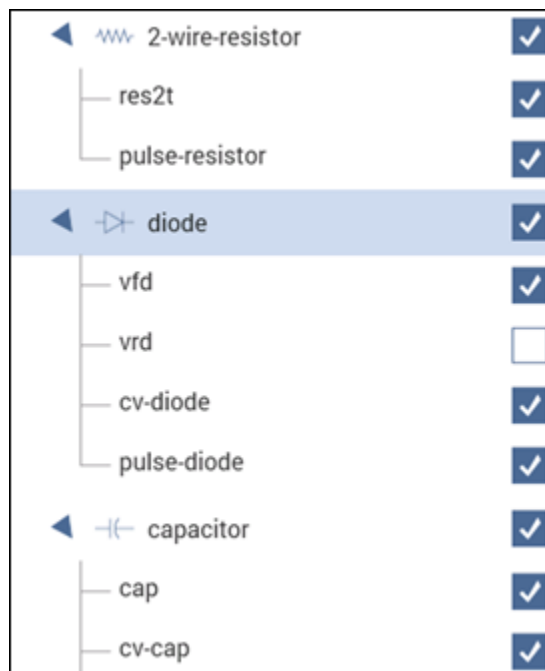 2-wire-resistor
res2t
pulse-resistor
diode
vfd
vrd
cv-diode
pulse-diode
capacitor
cap
cv-cap